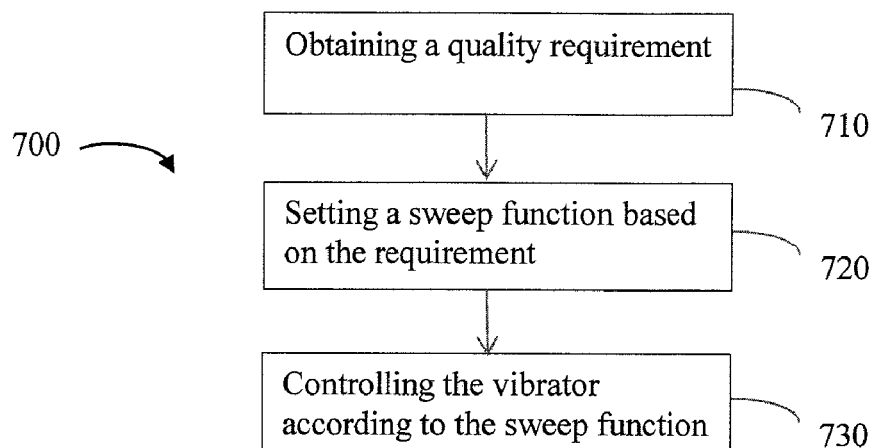 Obtaining a quality requirement
710
700
Setting a sweep function based
on the requirement
720
Controlling the vibrator
according to the sweep function
730